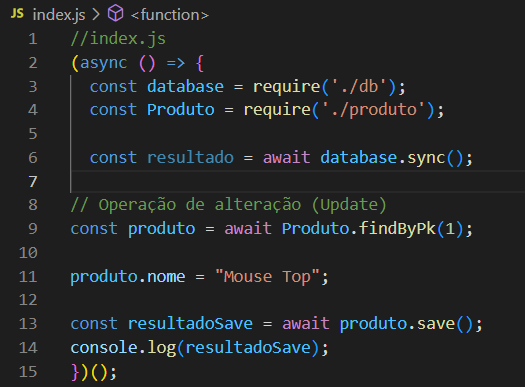 JS index.js > <function>
1 //index.js
2 (async () => {
3   const database = require('./db');
4   const Produto = require('./produto');
5
6   const resultado = await database.sync();
7
8 // Operação de alteração (Update)
9 const produto = await Produto.findByPk(1);
10
11 produto.nome = "Mouse Top";
12
13 const resultadoSave = await produto.save();
14 console.log(resultadoSave);
15 })();